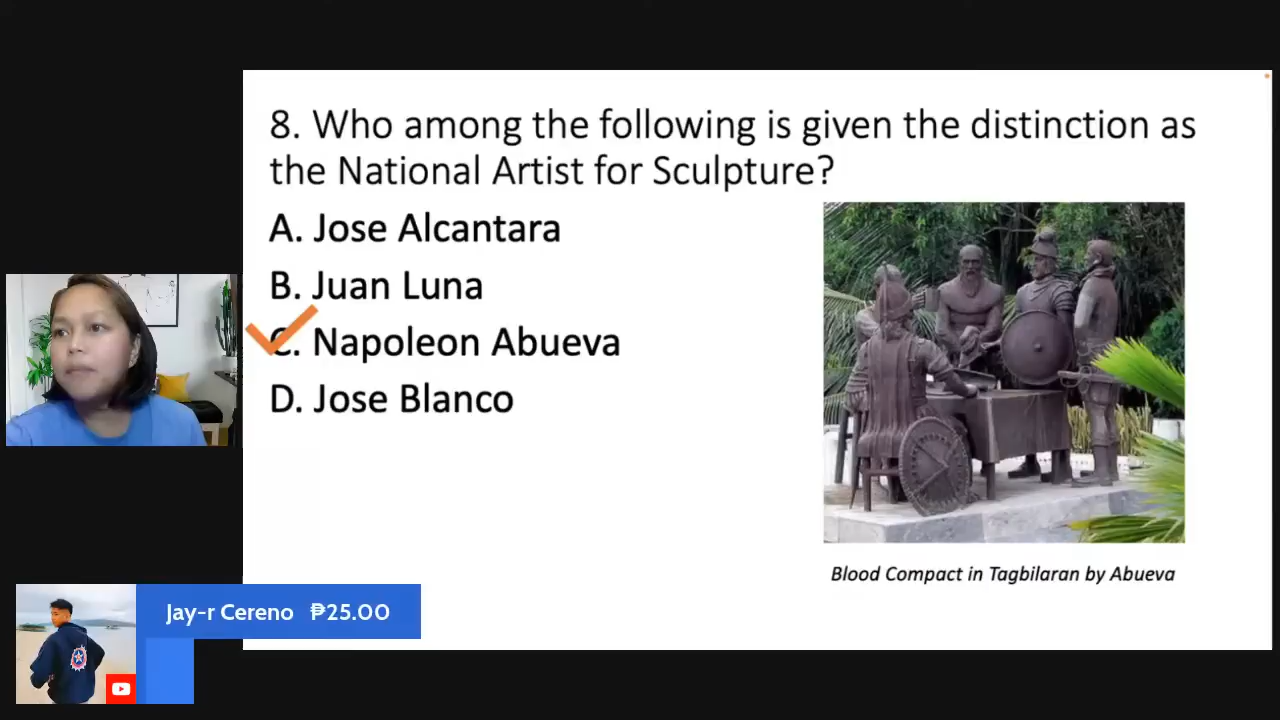 8. Who among the following is given the distinction as
the National Artist for Sculpture?
A. Jose Alcantara
B. Juan Luna
C. Napoleon Abueva
D. Jose Blanco
Blood Compact in Tagbilaran by Abueva
Jay-r Cereno ₱25.00